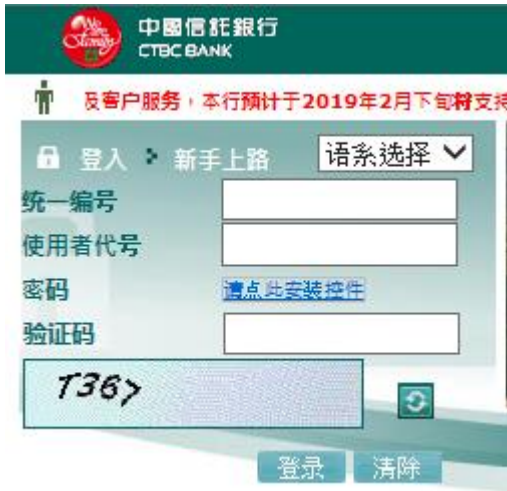 中國信託銀行
CTBC BANK
及客户服务，本行预计于2019年2月下旬将支持
登入 新手上路 语系选择
统一编号
使用者代号
密码 请点此安装控件
验证码
登录 清除